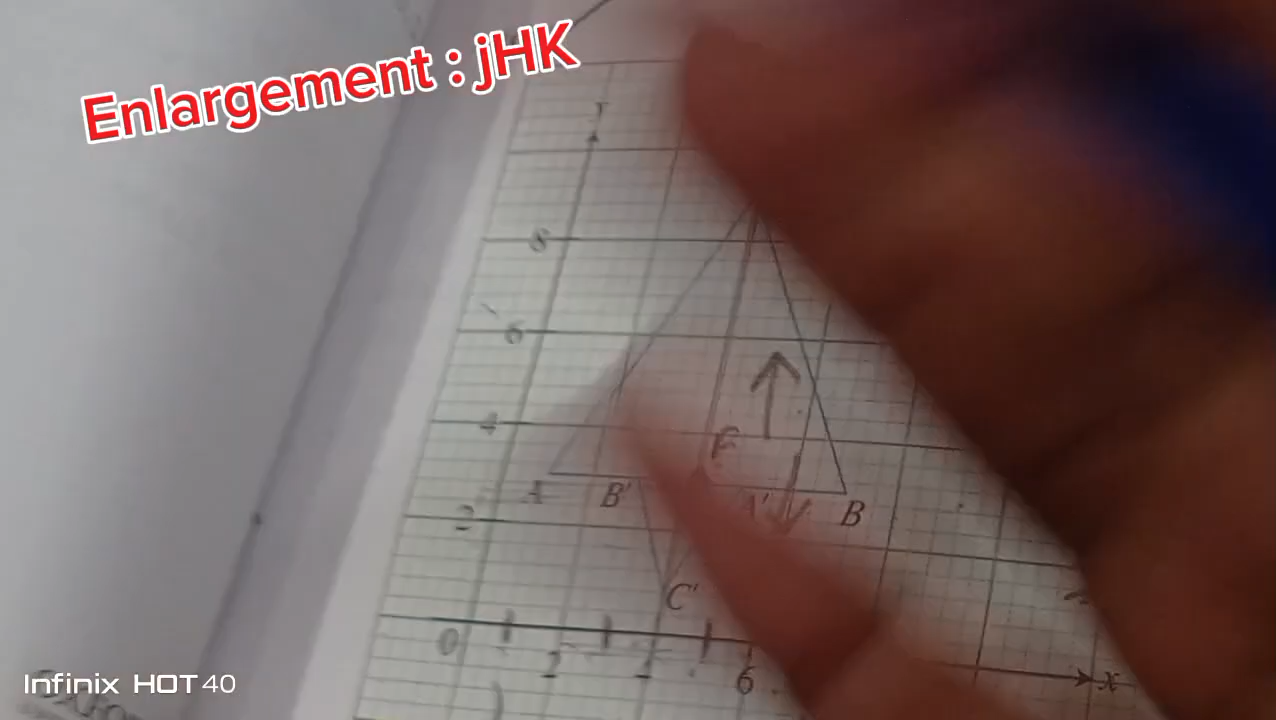 Enlargement : jHK
Y
8
6
4
F
A B' A' B
2
C'
0 2 4 6 x
Infinix HOT 40